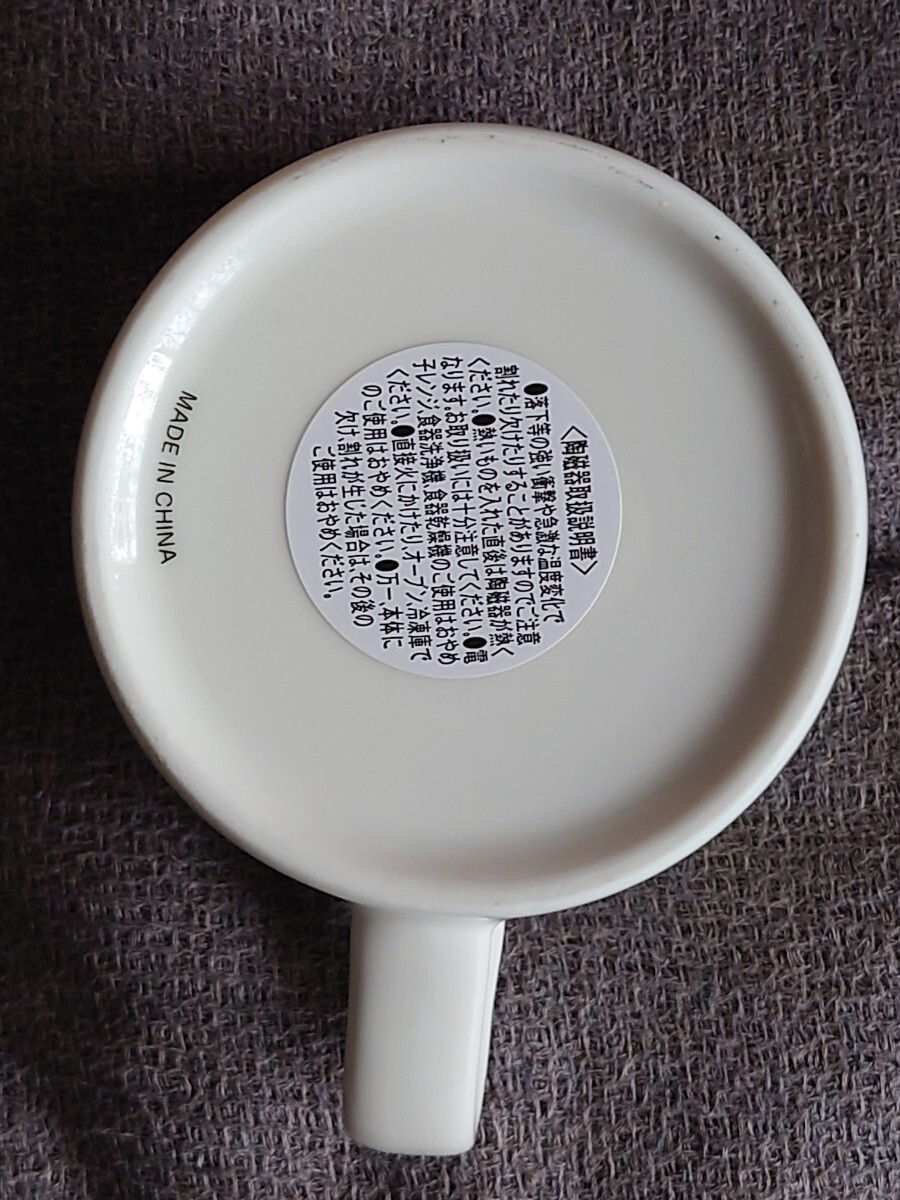 〈陶磁器取扱説明書〉
●落下等の強い衝撃や急激な温度変化で
割れたり欠けたりすることがありますのでご注意
ください。●熱いものを入れた直後は陶磁器が熱く
なります。お取り扱いには十分注意してください。●電
子レンジ、食器洗浄機、食器乾燥機のご使用はおやめ
ください。●直接火にかけたり、オーブン、冷凍庫で
のご使用はおやめください。●万一、本体に
欠け、割れが生じた場合は、その後の
ご使用はおやめください。
MADE IN CHINA